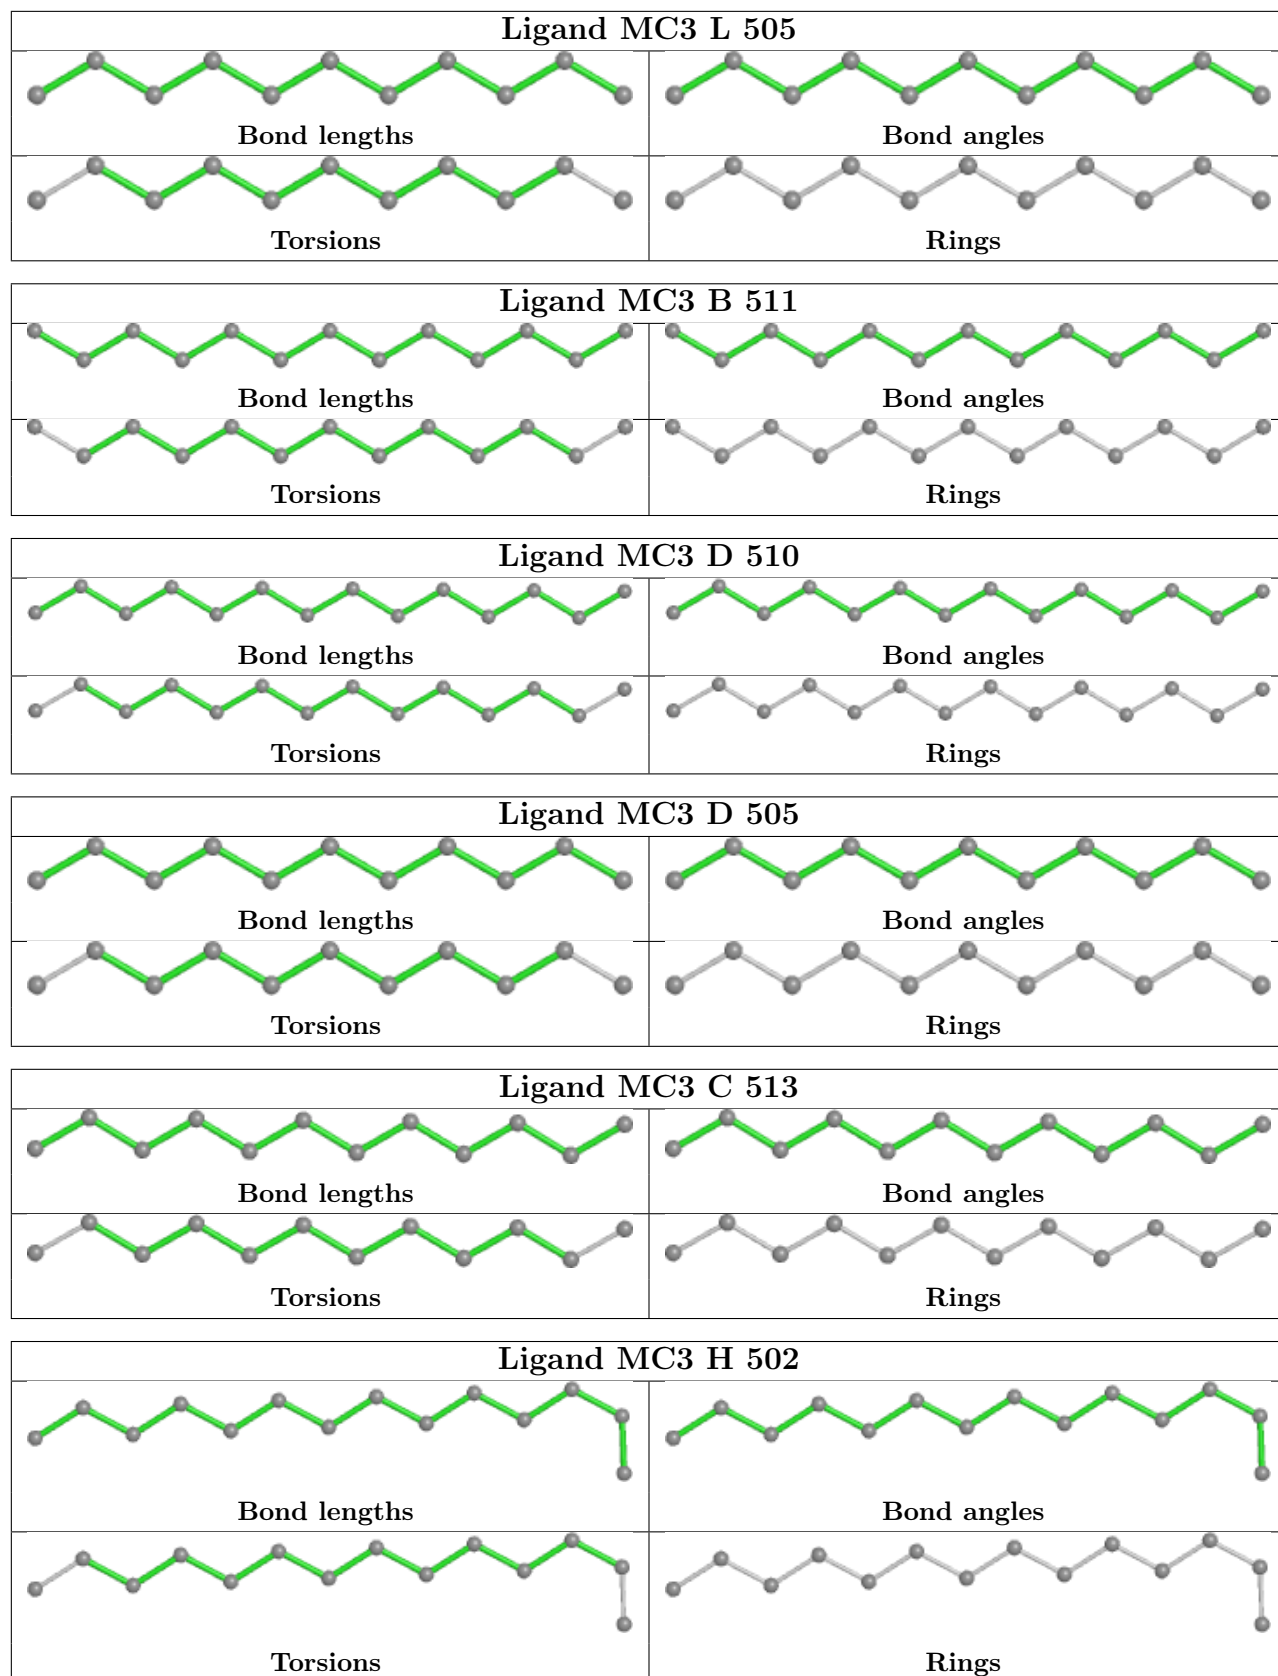 Ligand MC3 L 505
Bond lengths Bond angles
Torsions Rings
Ligand MC3 B 511
Bond lengths Bond angles
Torsions Rings
Ligand MC3 D 510
Bond lengths Bond angles
Torsions Rings
Ligand MC3 D 505
Bond lengths Bond angles
Torsions Rings
Ligand MC3 C 513
Bond lengths Bond angles
Torsions Rings
Ligand MC3 H 502
Bond lengths Bond angles
Torsions Rings